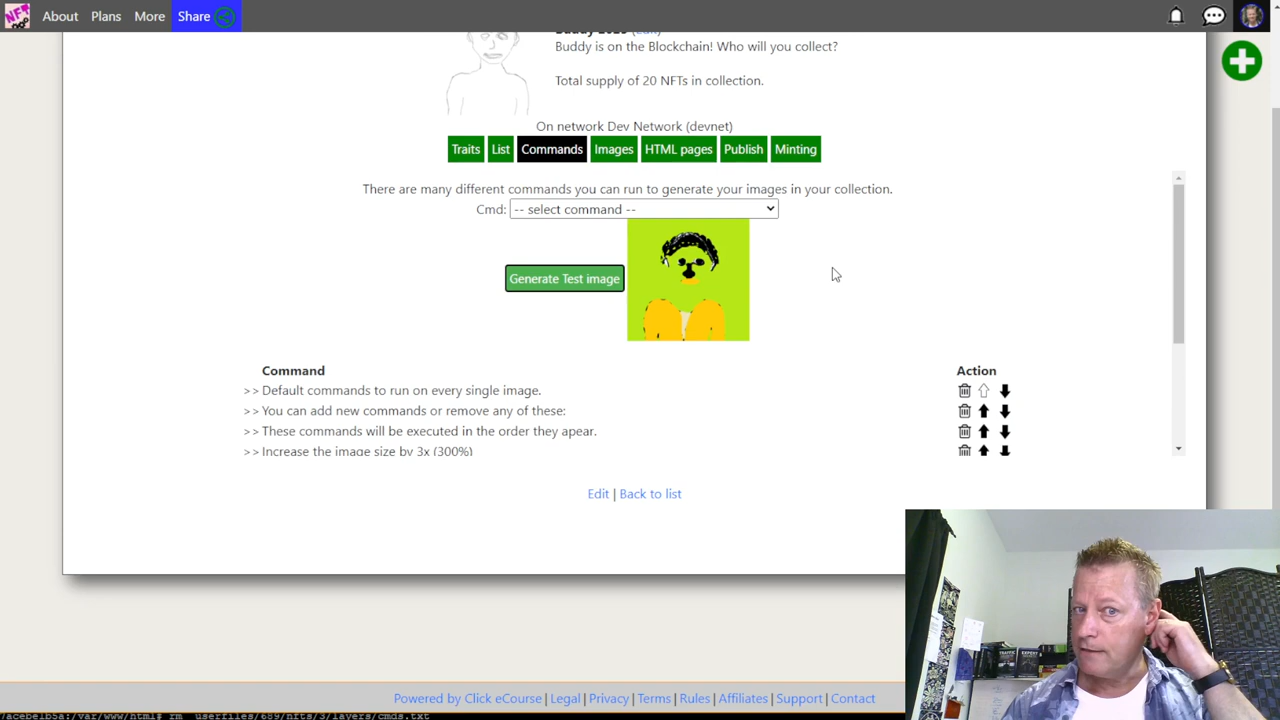 NFT
About Plans More Share
Buddy is on the Blockchain! Who will you collect?
Total supply of 20 NFTs in collection.
On network Dev Network (devnet)
Traits List Commands Images HTML pages Publish Minting
There are many different commands you can run to generate your images in your collection.
Cmd: -- select command --
Generate Test image
Command Action
>> Default commands to run on every single image.
>> You can add new commands or remove any of these:
>> These commands will be executed in the order they apear.
>> Increase the image size by 3x (300%)
Edit | Back to list
Powered by Click eCourse | Legal | Privacy | Terms | Rules | Affiliates | Support | Contact